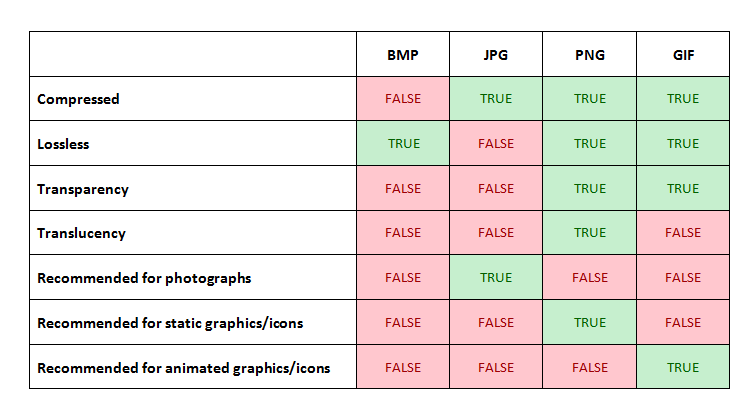 BMP JPG PNG GIF
Compressed FALSE TRUE TRUE TRUE
Lossless TRUE FALSE TRUE TRUE
Transparency FALSE FALSE TRUE TRUE
Translucency FALSE FALSE TRUE FALSE
Recommended for photographs FALSE TRUE FALSE FALSE
Recommended for static graphics/icons FALSE FALSE TRUE FALSE
Recommended for animated graphics/icons FALSE FALSE FALSE TRUE